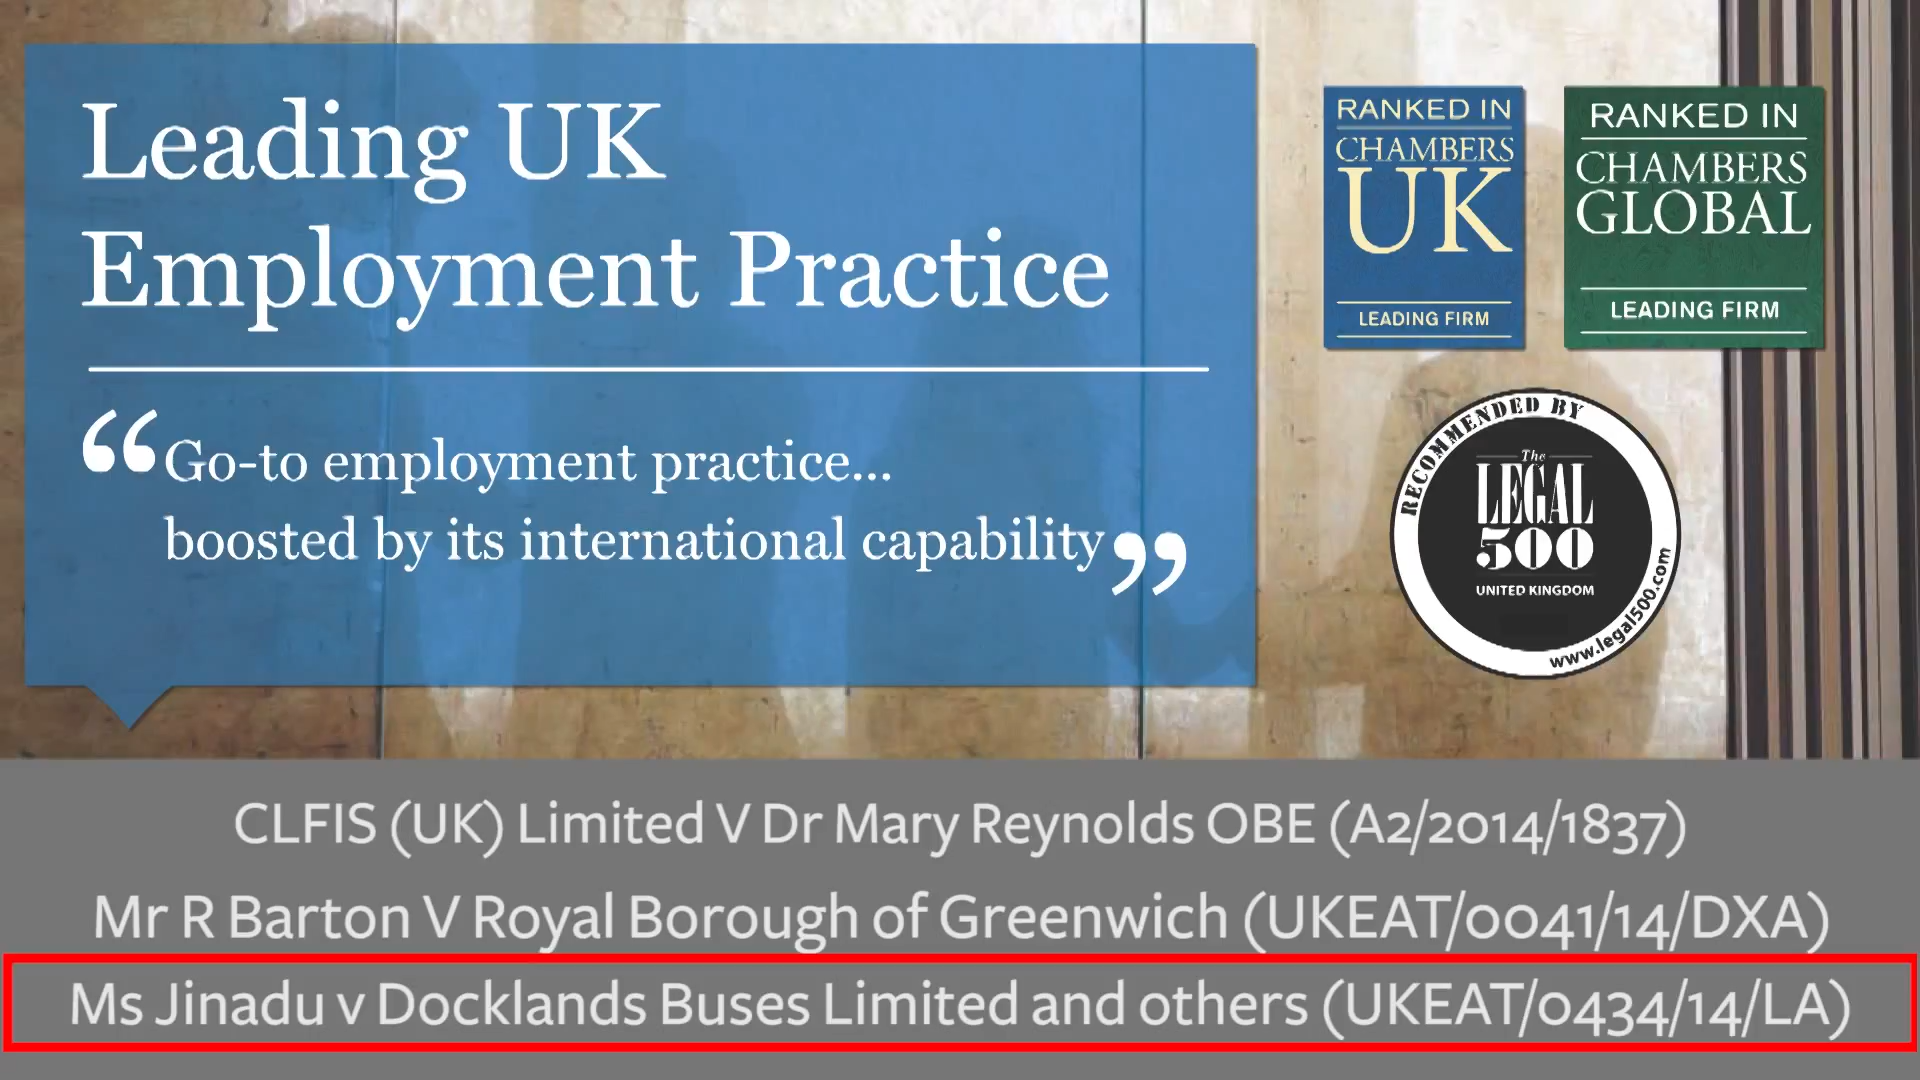 Leading UK
Employment Practice
“Go-to employment practice...
boosted by its international capability”
RANKED IN
CHAMBERS
UK
LEADING FIRM
RANKED IN
CHAMBERS
GLOBAL
LEADING FIRM
RECOMMENDED BY
The
LEGAL
500
UNITED KINGDOM
www.legal500.com
CLFIS (UK) Limited V Dr Mary Reynolds OBE (A2/2014/1837)
Mr R Barton V Royal Borough of Greenwich (UKEAT/0041/14/DXA)
Ms Jinadu v Docklands Buses Limited and others (UKEAT/0434/14/LA)